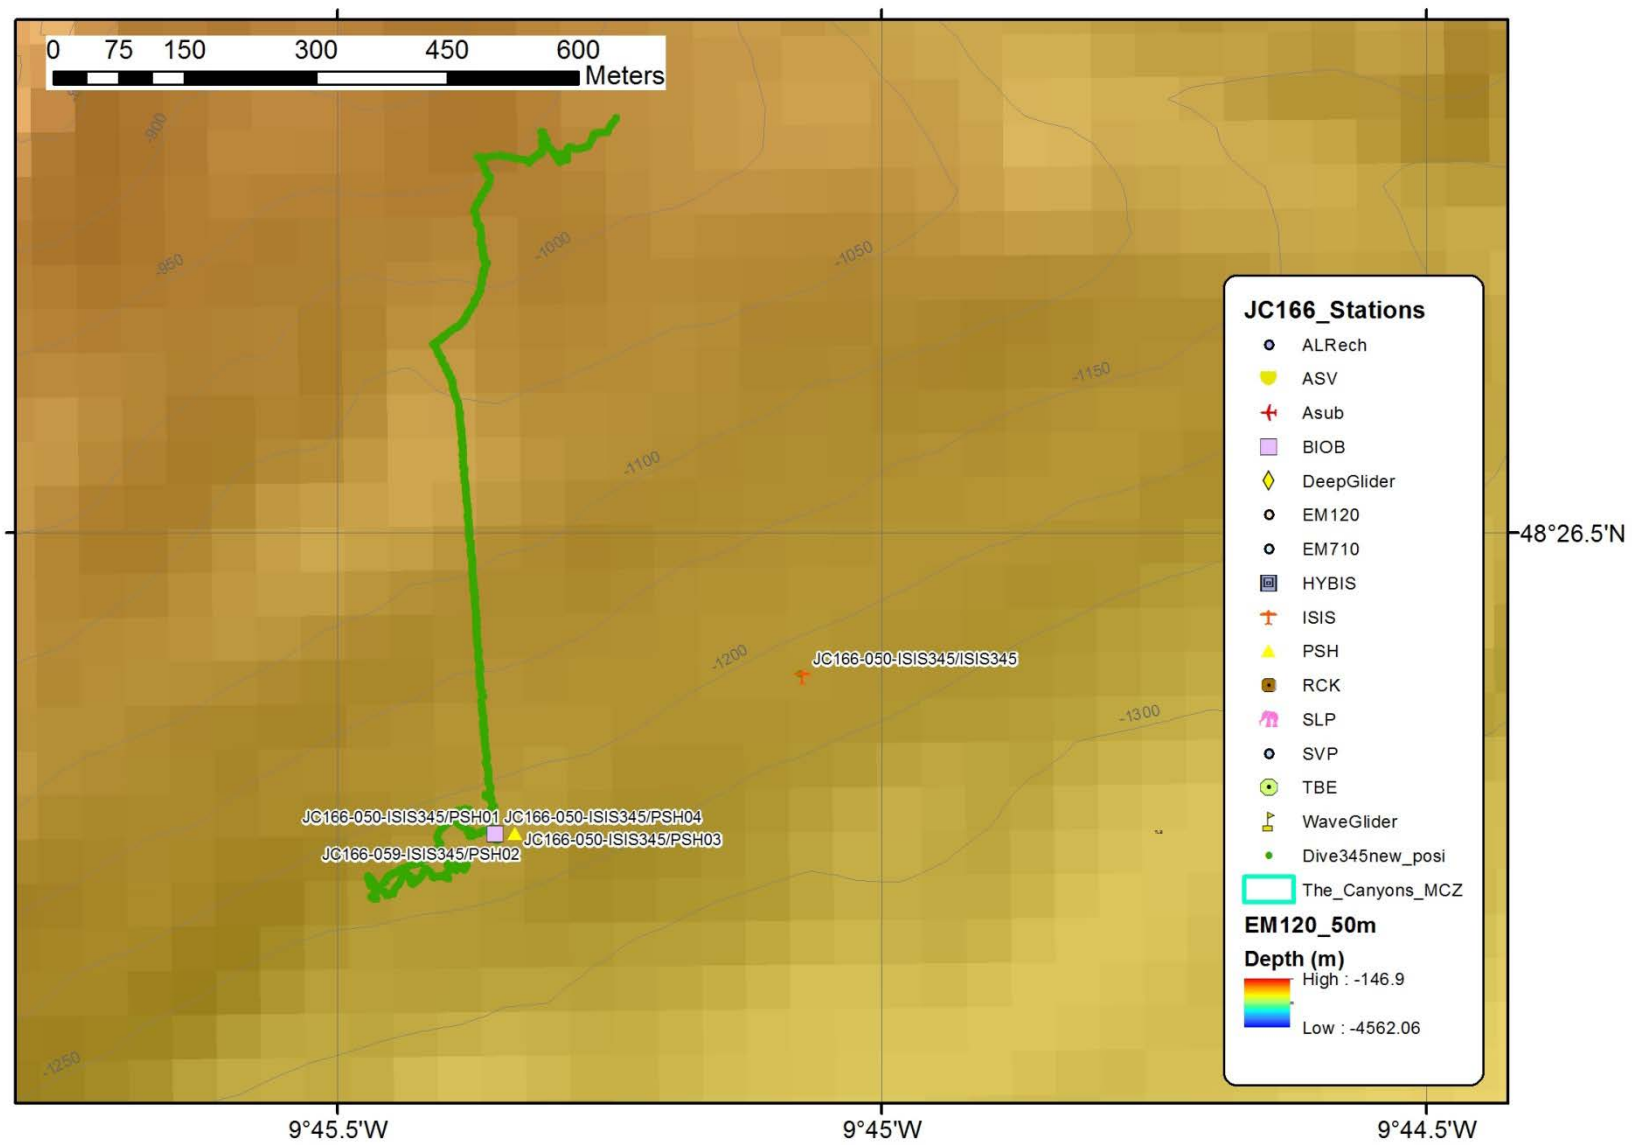 0 75 150 300 450 600
Meters
-900
-950
-1000
-1050
-1150
-1100
-1200
-1300
-1250
JC166-050-ISIS345/ISIS345
JC166-050-ISIS345/PSH01 JC166-050-ISIS345/PSH04
JC166-050-ISIS345/PSH03
JC166-059-ISIS345/PSH02
48°26.5'N
JC166_Stations
ALRech
ASV
Asub
BIOB
DeepGlider
EM120
EM710
HYBIS
ISIS
PSH
RCK
SLP
SVP
TBE
WaveGlider
Dive345new_posi
The_Canyons_MCZ
EM120_50m
Depth (m)
High : -146.9
Low : -4562.06
9°45.5'W 9°45'W 9°44.5'W